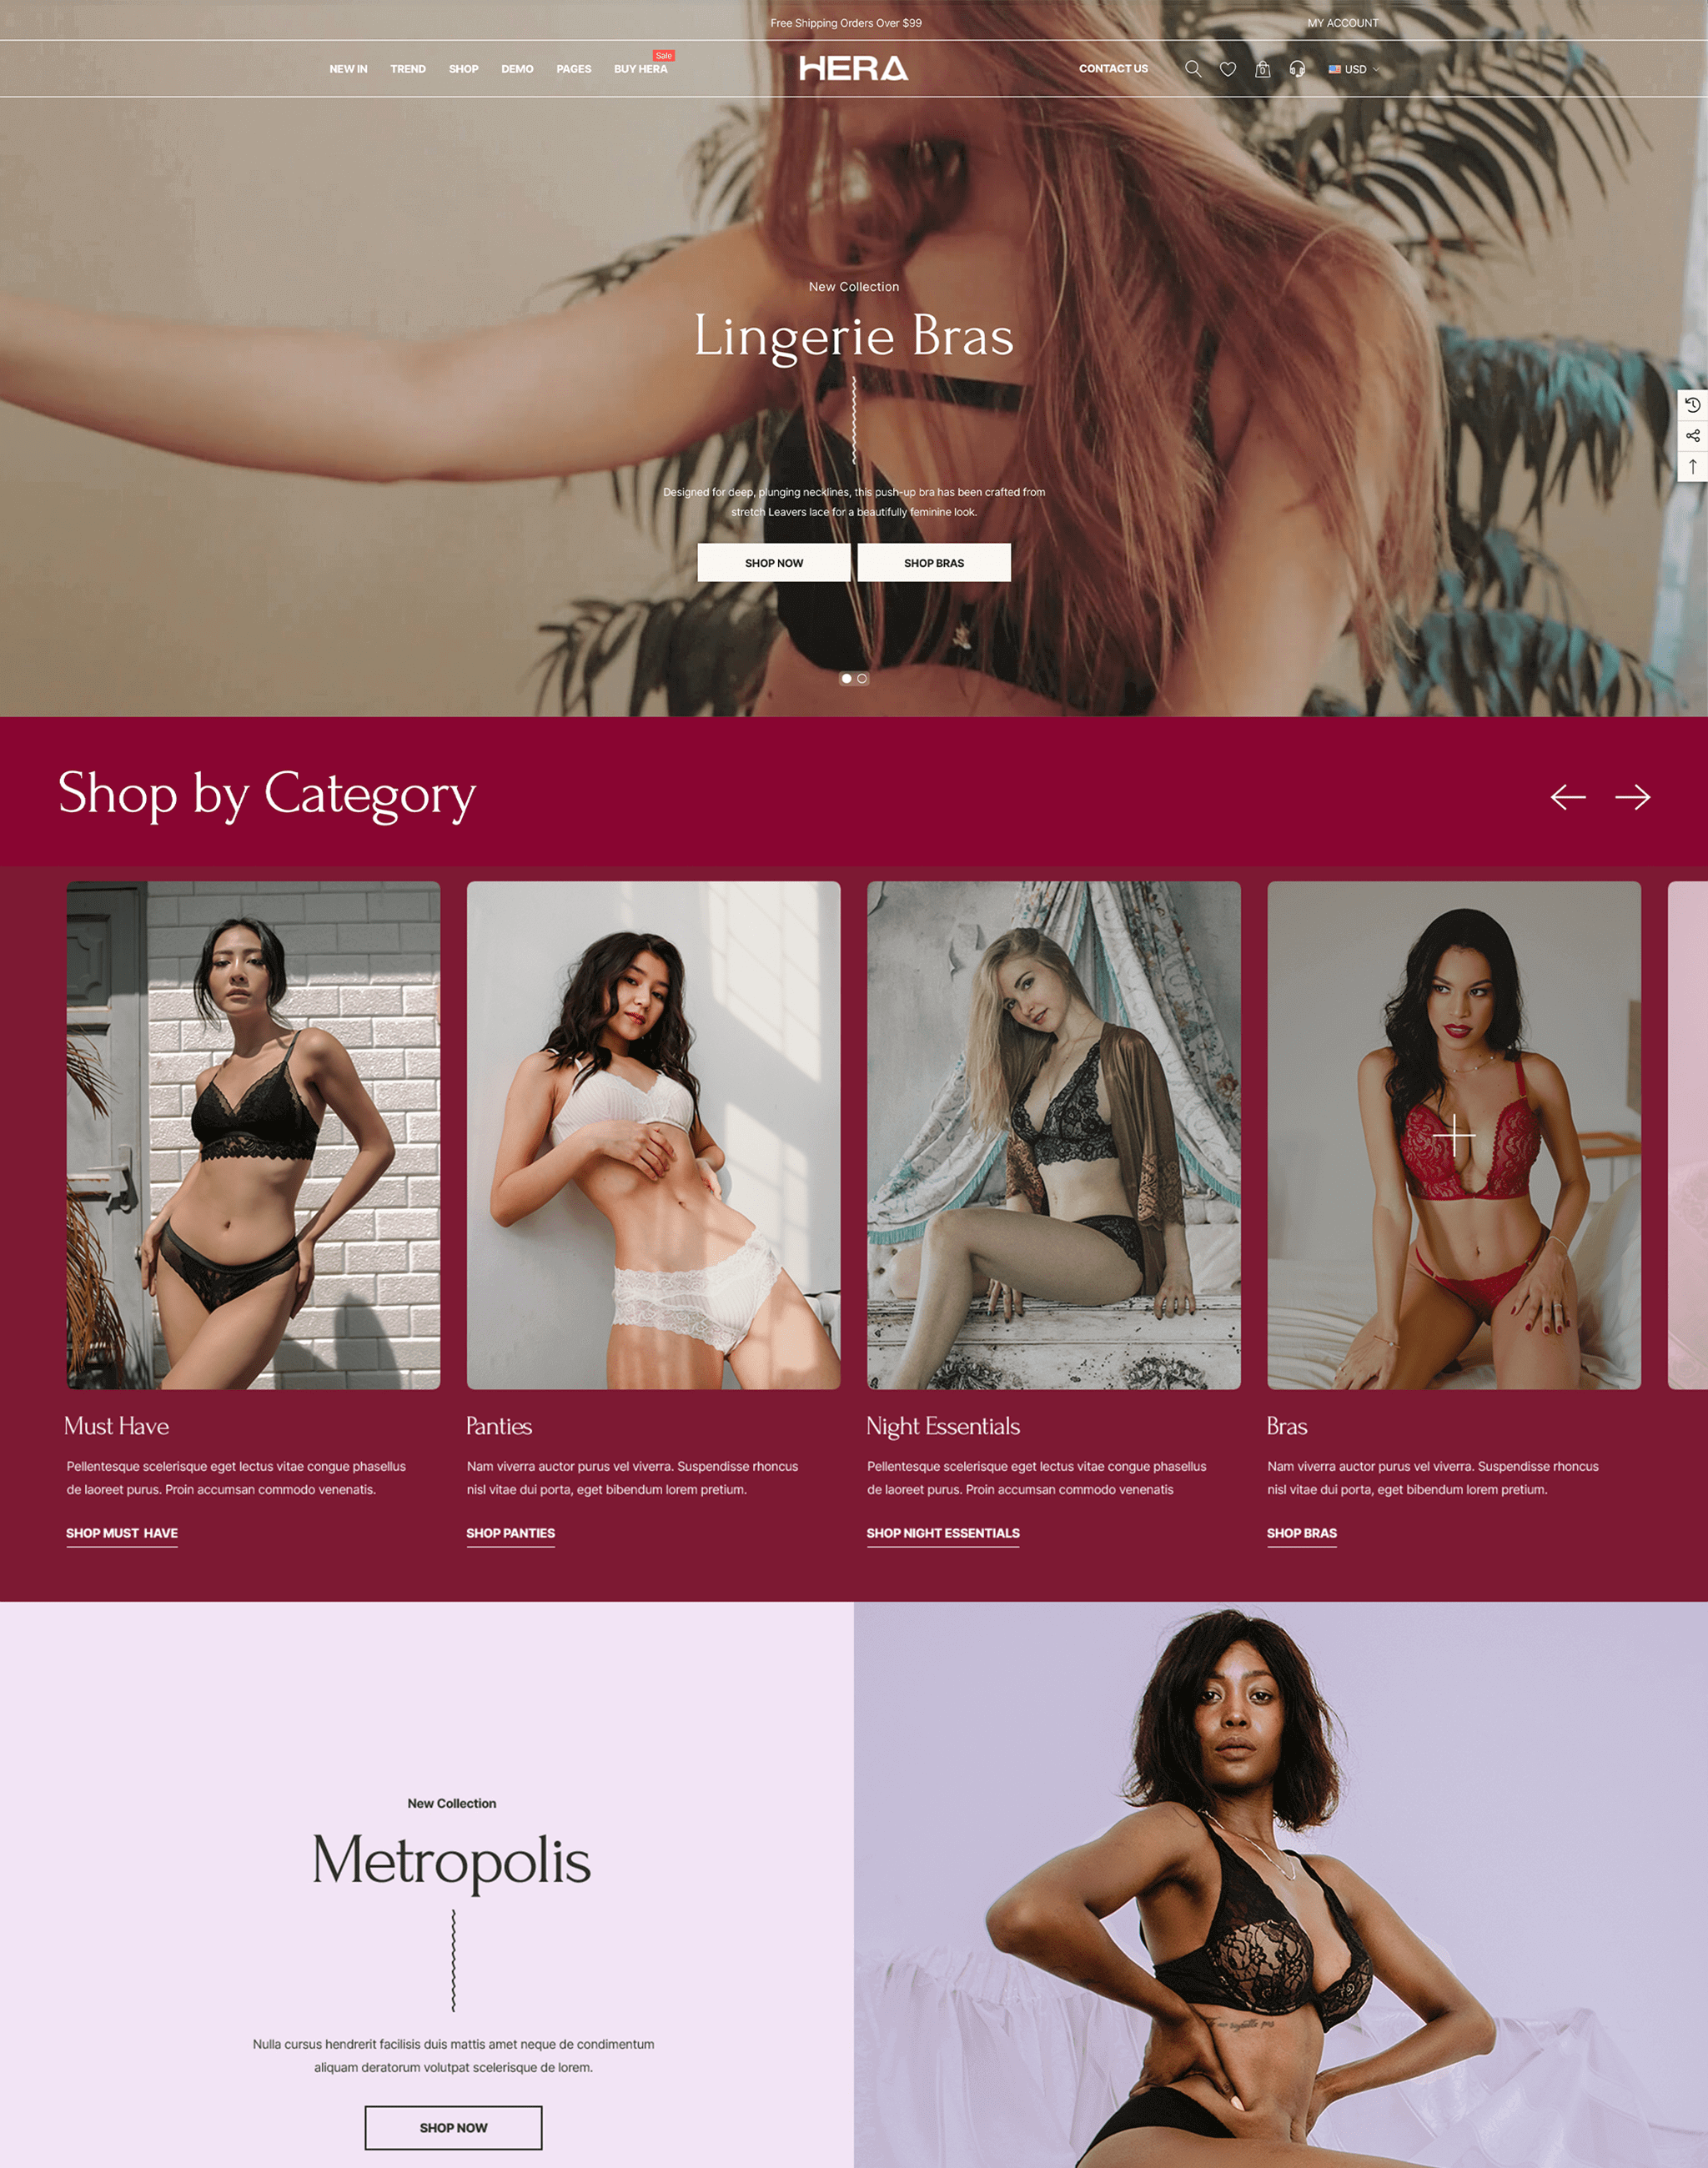 Free Shipping Orders Over $99
MY ACCOUNT
NEW IN TREND SHOP DEMO PAGES BUY HERA Sale
HERA
CONTACT US
0
USD
New Collection
Lingerie Bras
Designed for deep, plunging necklines, this push-up bra has been crafted from
stretch Leavers lace for a beautifully feminine look.
SHOP NOW
SHOP BRAS
Shop by Category
Must Have
Pellentesque scelerisque eget lectus vitae congue phasellus
de laoreet purus. Proin accumsan commodo venenatis.
SHOP MUST HAVE
Panties
Nam viverra auctor purus vel viverra. Suspendisse rhoncus
nisl vitae dui porta, eget bibendum lorem pretium.
SHOP PANTIES
Night Essentials
Pellentesque scelerisque eget lectus vitae congue phasellus
de laoreet purus. Proin accumsan commodo venenatis
SHOP NIGHT ESSENTIALS
Bras
Nam viverra auctor purus vel viverra. Suspendisse rhoncus
nisl vitae dui porta, eget bibendum lorem pretium.
SHOP BRAS
New Collection
Metropolis
Nulla cursus hendrerit facilisis duis mattis amet neque de condimentum
aliquam deratorum volutpat scelerisque de lorem.
SHOP NOW